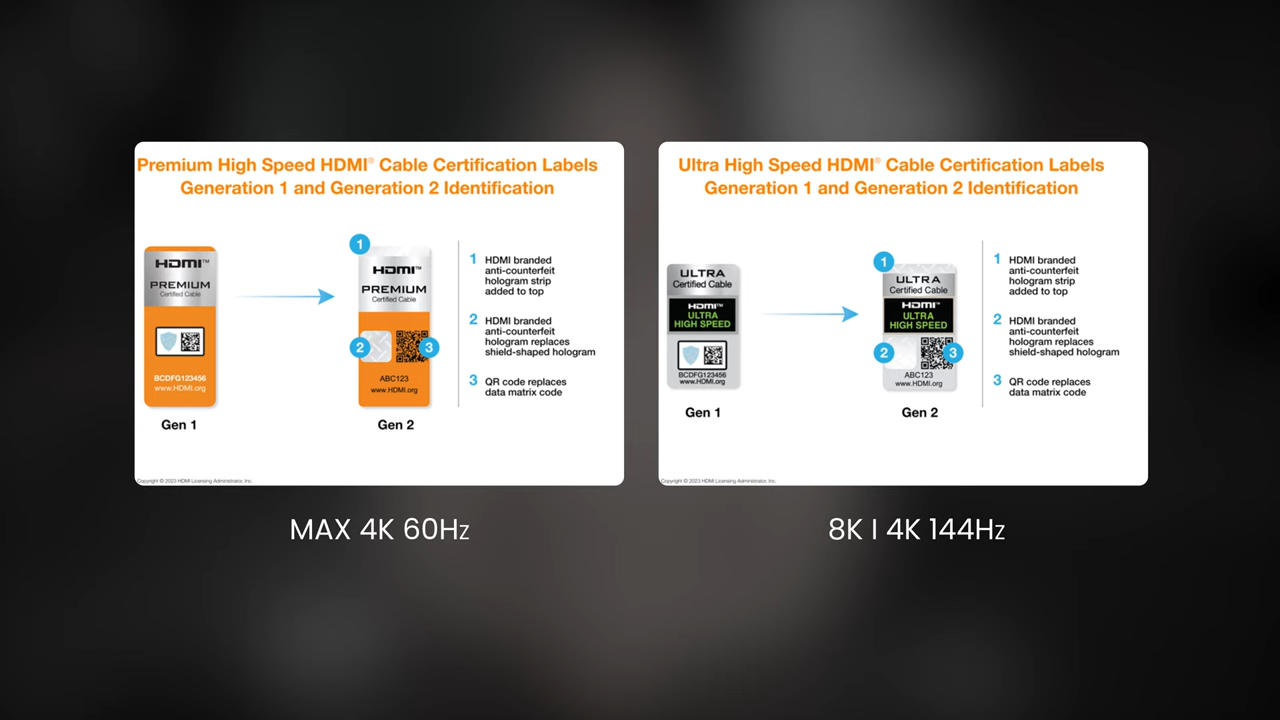 Premium High Speed HDMI® Cable Certification Labels
Generation 1 and Generation 2 Identification
HDMI™
PREMIUM
Certified Cable
BCDFG123456
www.HDMI.org
Gen 1
1
HDMI™
PREMIUM
Certified Cable
2
3
ABC123
www.HDMI.org
Gen 2
1 HDMI branded
anti-counterfeit
hologram strip
added to top
2 HDMI branded
anti-counterfeit
hologram replaces
shield-shaped hologram
3 QR code replaces
data matrix code
Copyright © 2023 HDMI Licensing Administrator, Inc.
MAX 4K 60Hz
Ultra High Speed HDMI® Cable Certification Labels
Generation 1 and Generation 2 Identification
ULTRA
Certified Cable
HDMI™
ULTRA
HIGH SPEED
BCDFG123456
www.HDMI.org
Gen 1
1
ULTRA
Certified Cable
HDMI™
ULTRA
HIGH SPEED
2
3
ABC123
www.HDMI.org
Gen 2
1 HDMI branded
anti-counterfeit
hologram strip
added to top
2 HDMI branded
anti-counterfeit
hologram replaces
shield-shaped hologram
3 QR code replaces
data matrix code
Copyright © 2023 HDMI Licensing Administrator, Inc.
8K I 4K 144Hz